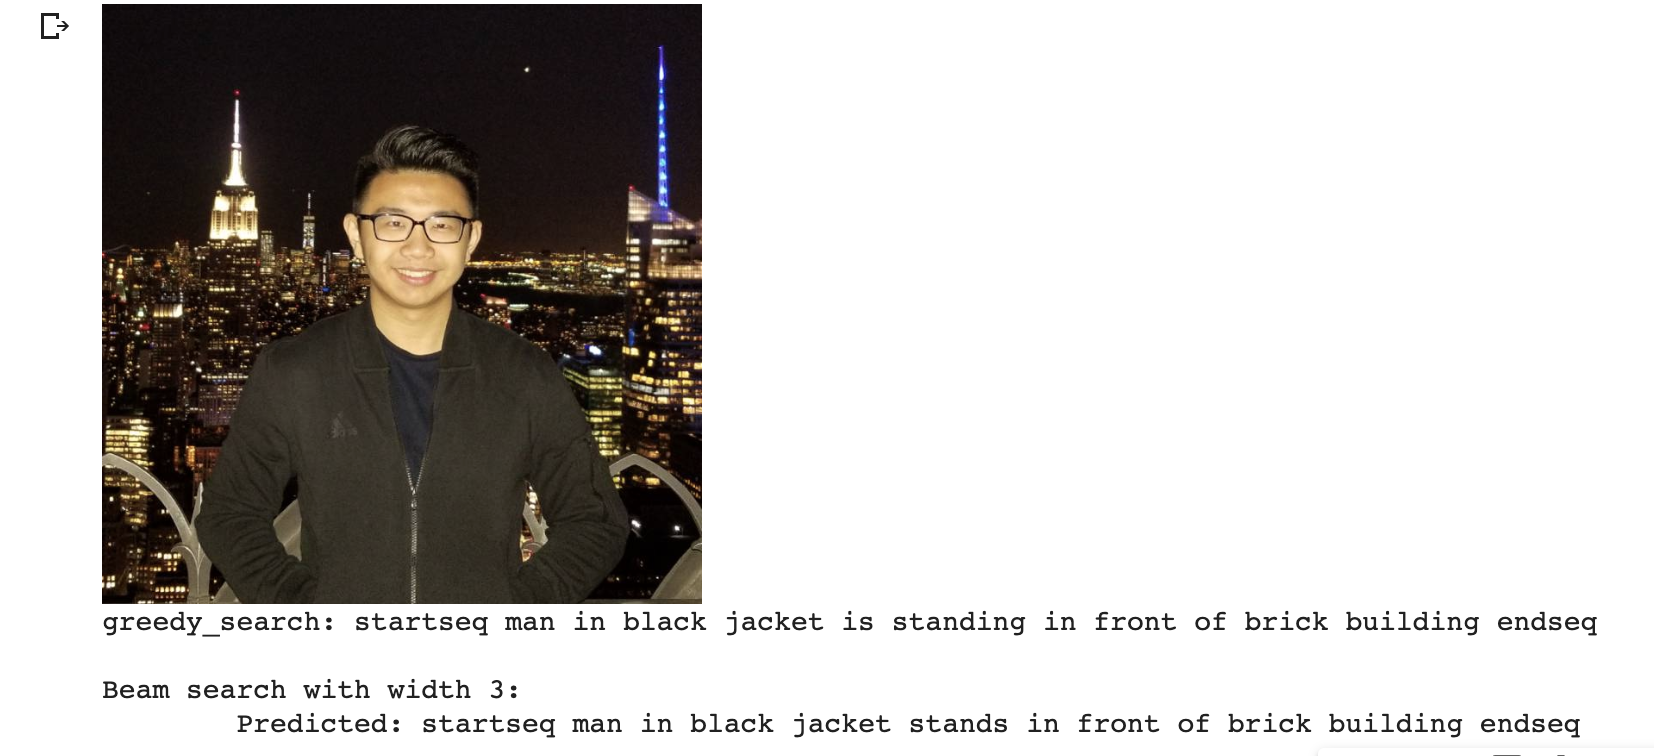 greedy_search: startseq man in black jacket is standing in front of brick building endseq
Beam search with width 3:
Predicted: startseq man in black jacket stands in front of brick building endseq